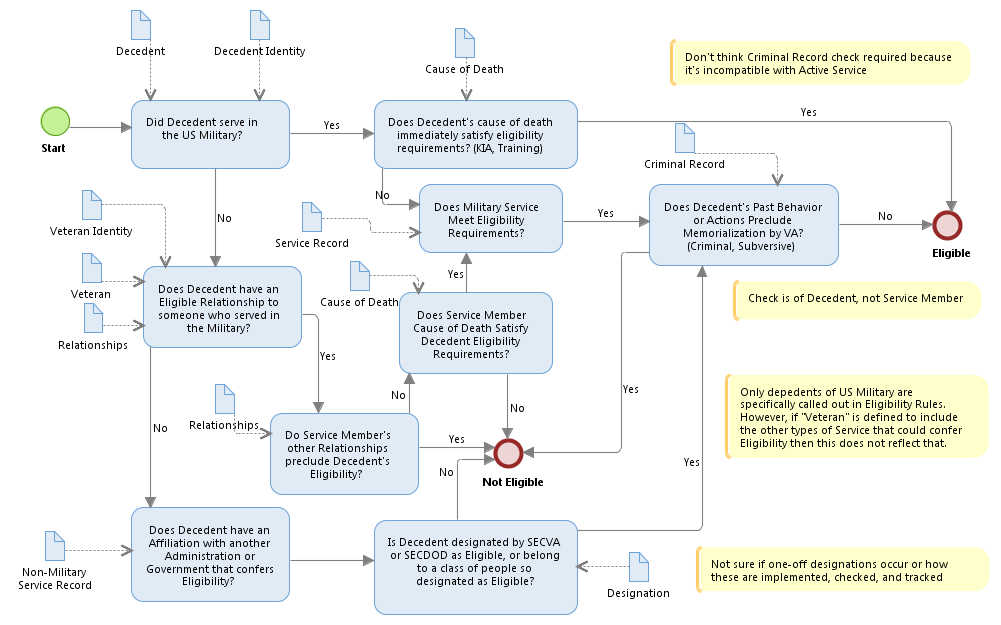 Decedent
Decedent Identity
Cause of Death
Don't think Criminal Record check required because
it's incompatible with Active Service
Start
Did Decedent serve in
the US Military?
Yes
Does Decedent's cause of death
immediately satisfy eligibility
requirements? (KIA, Training)
Yes
Criminal Record
No
No
Veteran Identity
Service Record
Does Military Service
Meet Eligibility
Requirements?
Yes
Does Decedent's Past Behavior
or Actions Preclude
Memorialization by VA?
(Criminal, Subversive)
No
Eligible
Veteran
Relationships
Does Decedent have an
Eligible Relationship to
someone who served in
the Military?
Yes
Cause of Death
Yes
Does Service Member
Cause of Death Satisfy
Decedent Eligibility
Requirements?
Check is of Decedent, not Service Member
No
No
Yes
Only depedents of US Military are
specifically called out in Eligibility Rules.
However, if "Veteran" is defined to include
the other types of Service that could confer
Eligibility then this does not reflect that.
Relationships
Do Service Member's
other Relationships
preclude Decedent's
Eligibility?
Yes
Not Eligible
No
No
Yes
Non-Military
Service Record
Does Decedent have an
Affiliation with another
Administration or
Government that confers
Eligibility?
Is Decedent designated by SECVA
or SECDOD as Eligible, or belong
to a class of people so
designated as Eligible?
Designation
Not sure if one-off designations occur or how
these are implemented, checked, and tracked